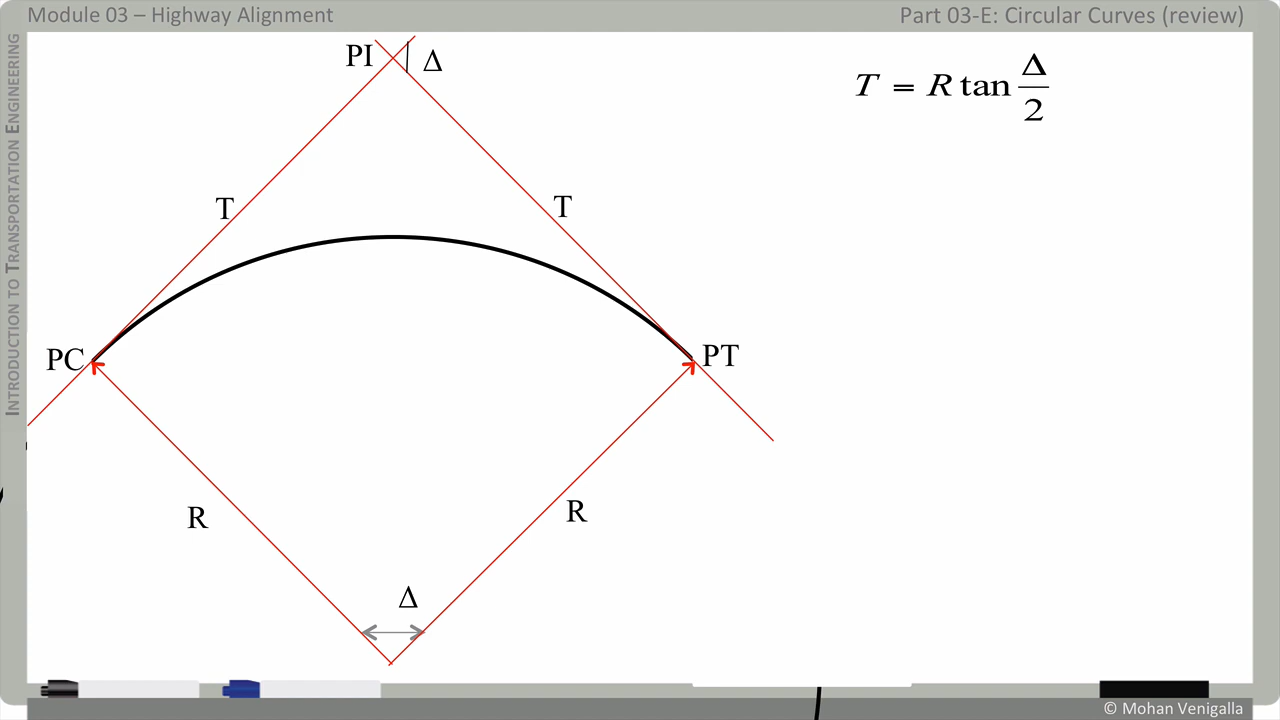 Module 03 – Highway Alignment
Part 03-E: Circular Curves (review)
INTRODUCTION TO TRANSPORTATION ENGINEERING
PI
Δ
T = R tan Δ/2
T
T
PC
PT
R
R
Δ
© Mohan Venigalla